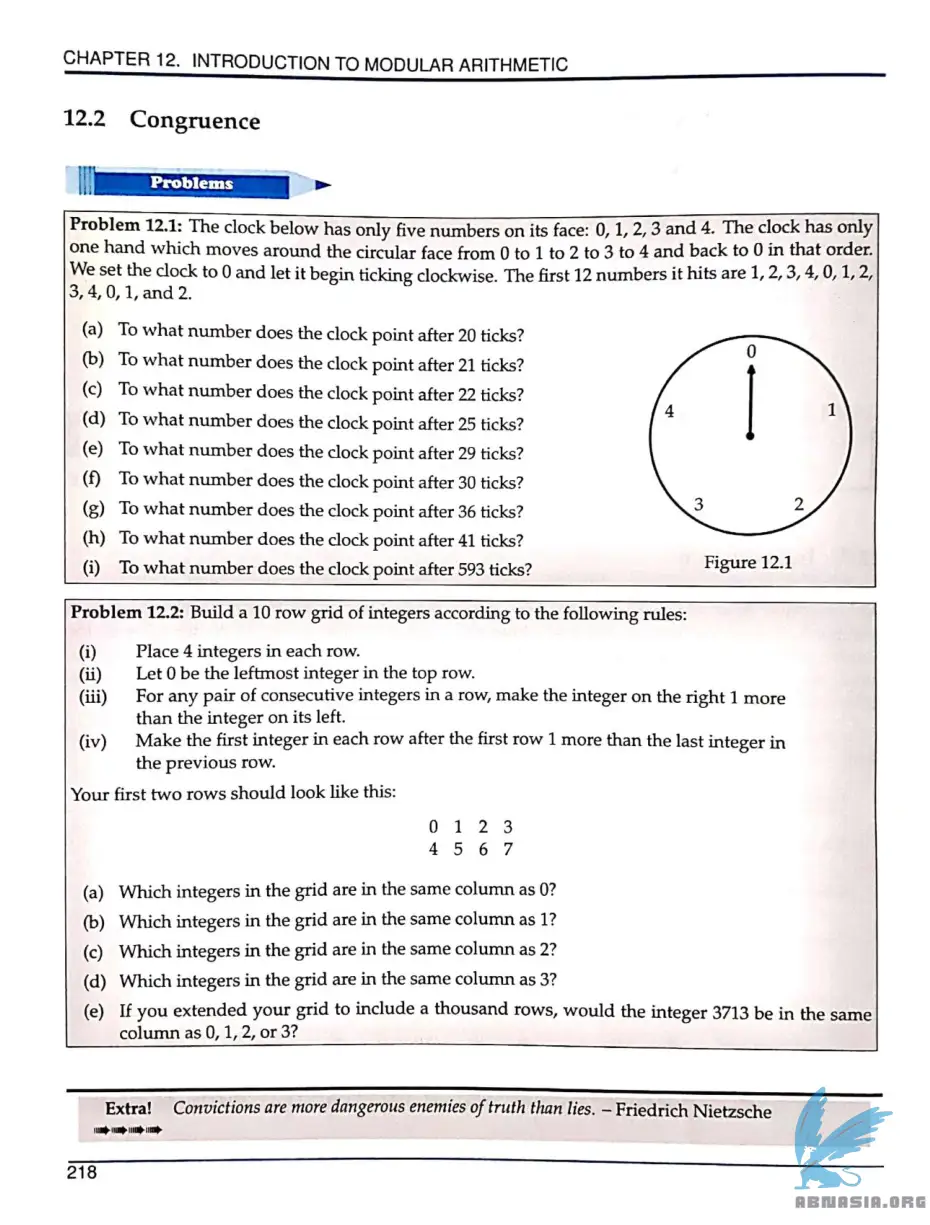 CHAPTER 12. INTRODUCTION TO MODULAR ARITHMETIC
12.2 Congruence
Problems
Problem 12.1: The clock below has only five numbers on its face: 0, 1, 2, 3 and 4. The clock has only
one hand which moves around the circular face from 0 to 1 to 2 to 3 to 4 and back to 0 in that order.
We set the clock to 0 and let it begin ticking clockwise. The first 12 numbers it hits are 1, 2, 3, 4, 0, 1, 2,
3, 4, 0, 1, and 2.
(a) To what number does the clock point after 20 ticks?
(b) To what number does the clock point after 21 ticks?
(c) To what number does the clock point after 22 ticks?
(d) To what number does the clock point after 25 ticks?
(e) To what number does the clock point after 29 ticks?
(f) To what number does the clock point after 30 ticks?
(g) To what number does the clock point after 36 ticks?
(h) To what number does the clock point after 41 ticks?
(i) To what number does the clock point after 593 ticks?
0
4 1
3 2
Figure 12.1
Problem 12.2: Build a 10 row grid of integers according to the following rules:
(i) Place 4 integers in each row.
(ii) Let 0 be the leftmost integer in the top row.
(iii) For any pair of consecutive integers in a row, make the integer on the right 1 more
than the integer on its left.
(iv) Make the first integer in each row after the first row 1 more than the last integer in
the previous row.
Your first two rows should look like this:
0 1 2 3
4 5 6 7
(a) Which integers in the grid are in the same column as 0?
(b) Which integers in the grid are in the same column as 1?
(c) Which integers in the grid are in the same column as 2?
(d) Which integers in the grid are in the same column as 3?
(e) If you extended your grid to include a thousand rows, would the integer 3713 be in the same
column as 0, 1, 2, or 3?
Extra! Convictions are more dangerous enemies of truth than lies. – Friedrich Nietzsche
218
ABNASIA.ORG